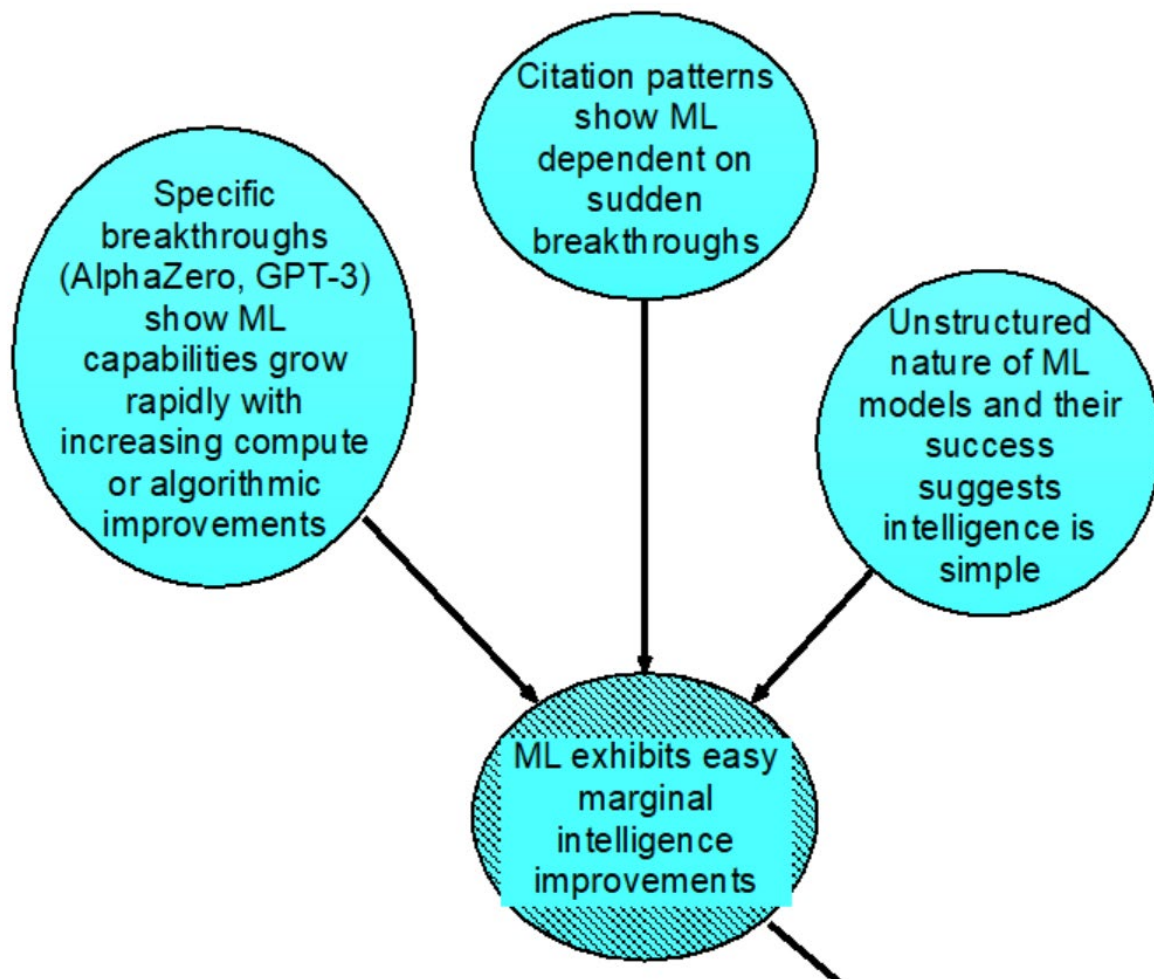 Specific
breakthroughs
(AlphaZero, GPT-3)
show ML
capabilities grow
rapidly with
increasing compute
or algorithmic
improvements
Citation patterns
show ML
dependent on
sudden
breakthroughs
Unstructured
nature of ML
models and their
success
suggests
intelligence is
simple
ML exhibits easy
marginal
intelligence
improvements